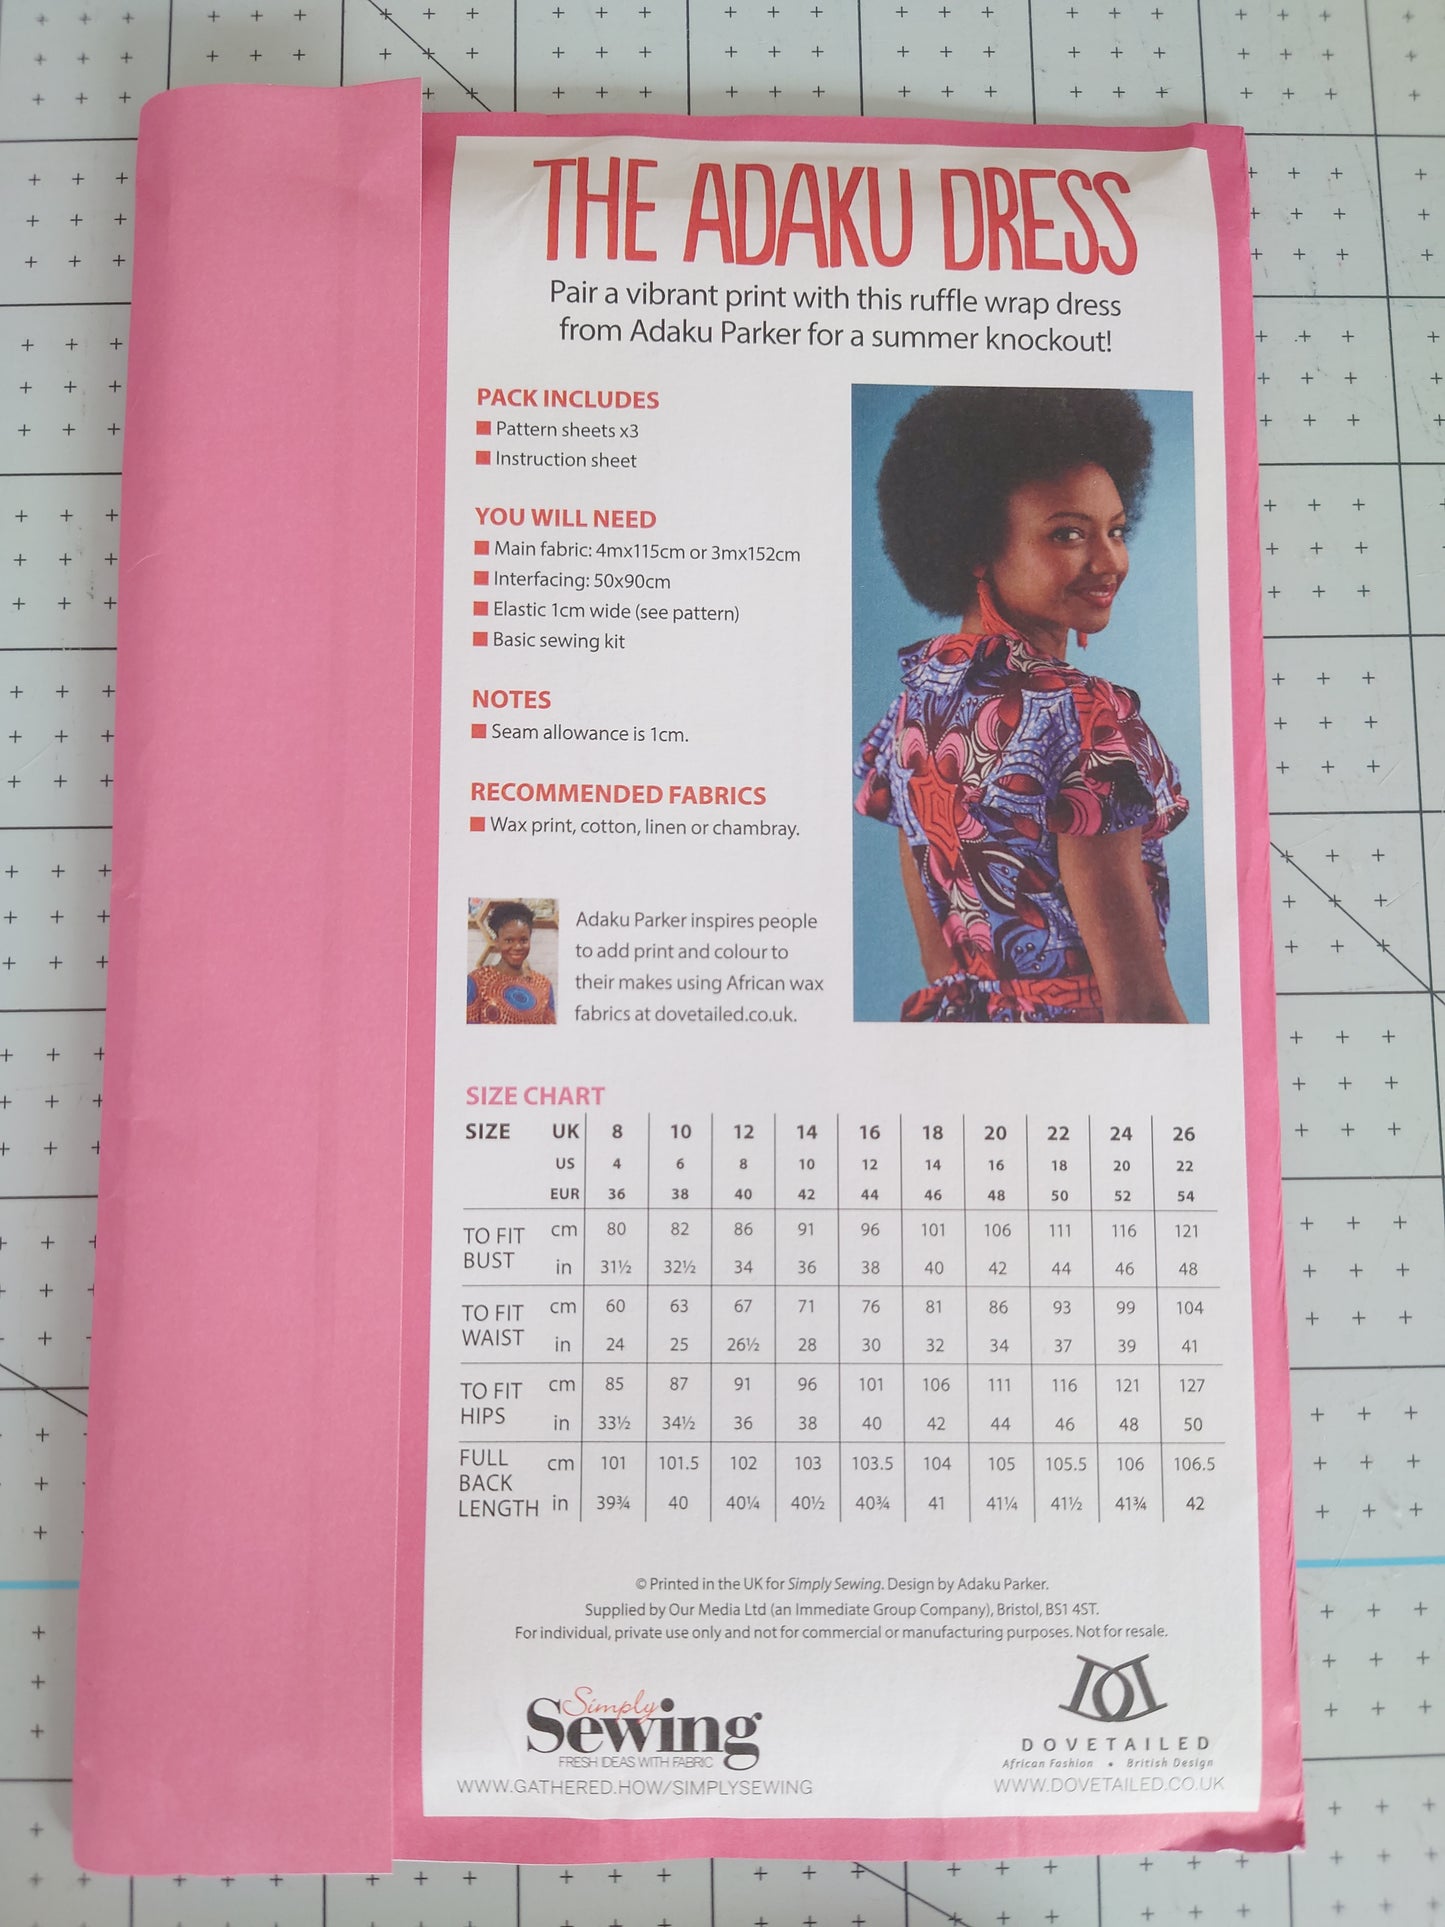 THE ADAKU DRESS
Pair a vibrant print with this ruffle wrap dress
from Adaku Parker for a summer knockout!
PACK INCLUDES
Pattern sheets x3
Instruction sheet
YOU WILL NEED
Main fabric: 4mx115cm or 3mx152cm
Interfacing: 50x90cm
Elastic 1cm wide (see pattern)
Basic sewing kit
NOTES
Seam allowance is 1cm.
RECOMMENDED FABRICS
Wax print, cotton, linen or chambray.
Adaku Parker inspires people
to add print and colour to
their makes using African wax
fabrics at dovetailed.co.uk.
SIZE CHART
SIZE UK 8 10 12 14 16 18 20 22 24 26
US 4 6 8 10 12 14 16 18 20 22
EUR 36 38 40 42 44 46 48 50 52 54
TO FIT BUST cm 80 82 86 91 96 101 106 111 116 121
in 31½ 32½ 34 36 38 40 42 44 46 48
TO FIT WAIST cm 60 63 67 71 76 81 86 93 99 104
in 24 25 26½ 28 30 32 34 37 39 41
TO FIT HIPS cm 85 87 91 96 101 106 111 116 121 127
in 33½ 34½ 36 38 40 42 44 46 48 50
FULL BACK LENGTH cm 101 101.5 102 103 103.5 104 105 105.5 106 106.5
in 39¾ 40 40¼ 40½ 40¾ 41 41¼ 41½ 41¾ 42
© Printed in the UK for Simply Sewing. Design by Adaku Parker.
Supplied by Our Media Ltd (an Immediate Group Company), Bristol, BS1 4ST.
For individual, private use only and not for commercial or manufacturing purposes. Not for resale.
Simply
Sewing
FRESH IDEAS WITH FABRIC
WWW.GATHERED.HOW/SIMPLYSEWING
DOVETAILED
African Fashion • British Design
WWW.DOVETAILED.CO.UK